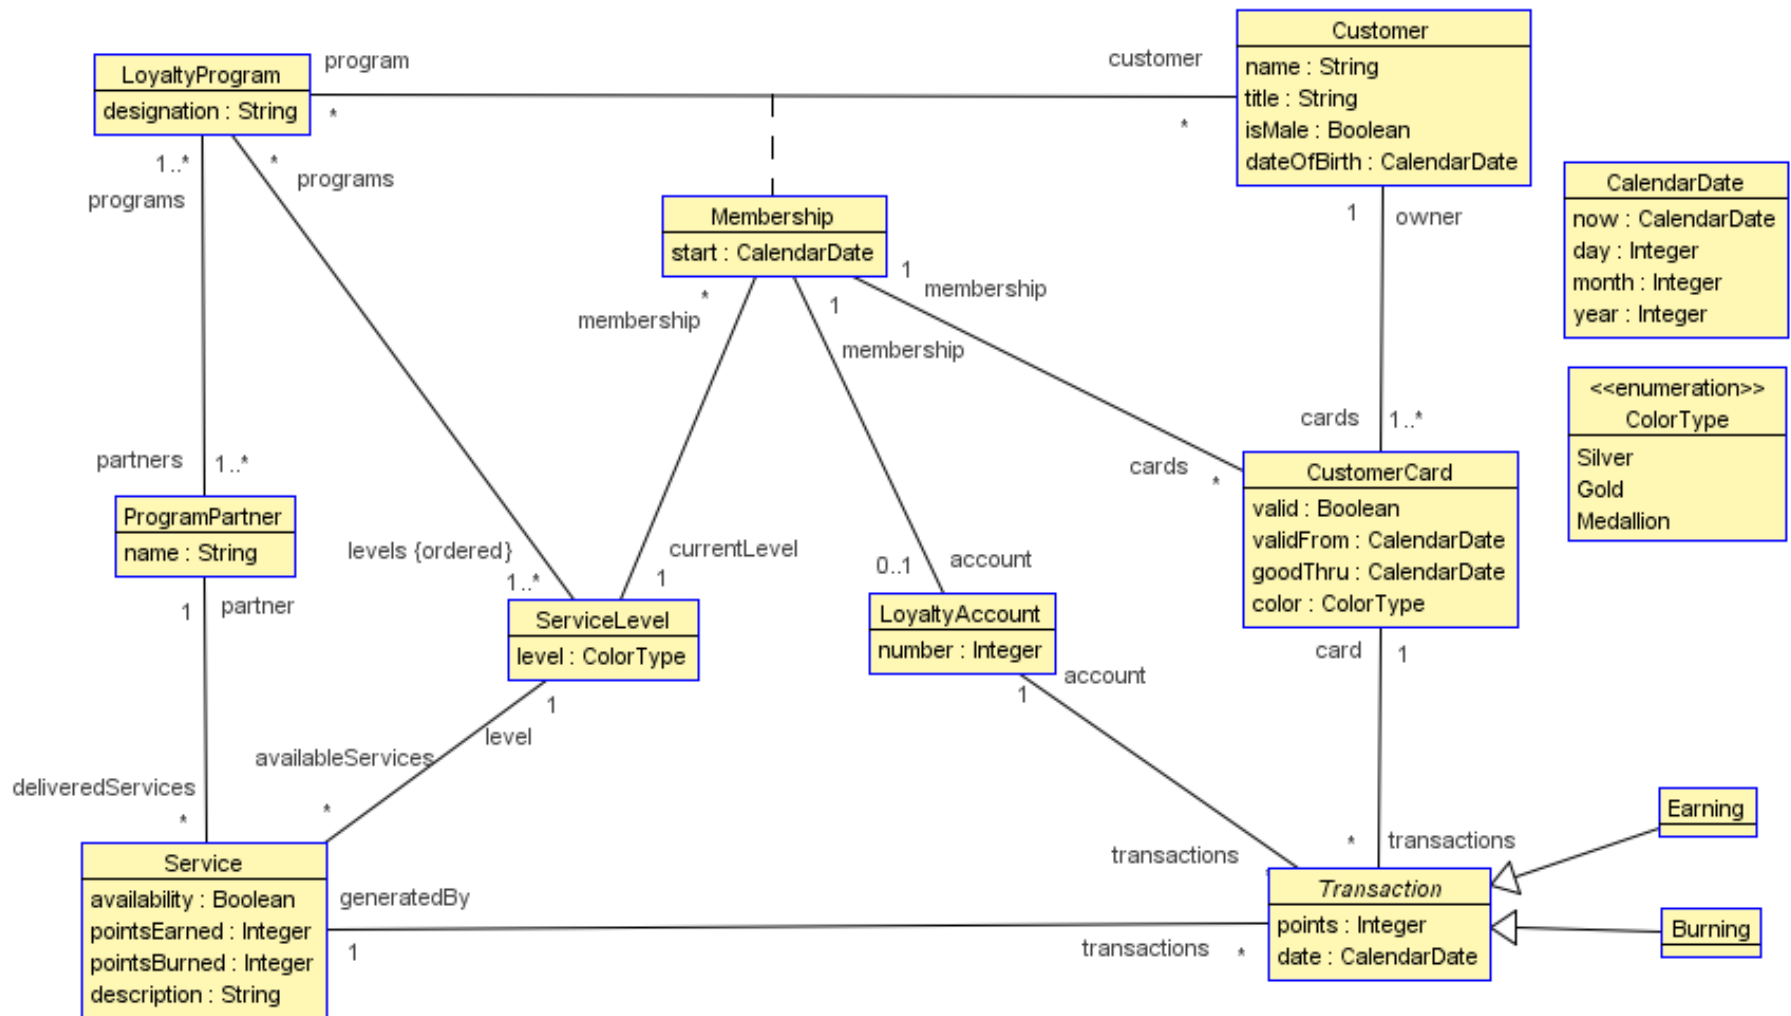 Customer
name : String
title : String
isMale : Boolean
dateOfBirth : CalendarDate
LoyaltyProgram
designation : String
program
*
customer
*
1..*
programs
*
programs
Membership
start : CalendarDate
1
owner
CalendarDate
now : CalendarDate
day : Integer
month : Integer
year : Integer
*
membership
1
membership
1
membership
<<enumeration>>
ColorType
Silver
Gold
Medallion
cards
1..*
cards
*
partners
1..*
ProgramPartner
name : String
CustomerCard
valid : Boolean
validFrom : CalendarDate
goodThru : CalendarDate
color : ColorType
levels {ordered}
1..*
currentLevel
1
0..1
account
1
partner
ServiceLevel
level : ColorType
LoyaltyAccount
number : Integer
card
1
account
1
1
level
availableServices
*
deliveredServices
*
Earning
transactions
*
*
transactions
Service
availability : Boolean
pointsEarned : Integer
pointsBurned : Integer
description : String
generatedBy
1
transactions
*
Transaction
points : Integer
date : CalendarDate
Burning